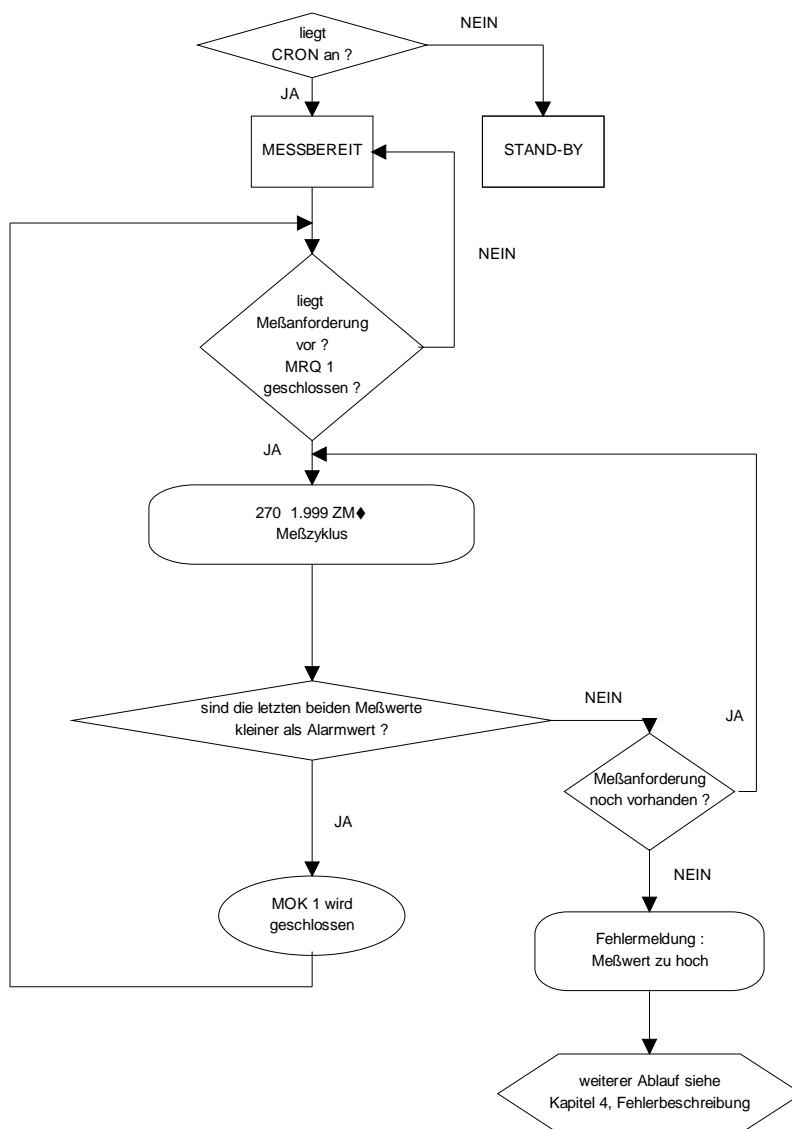 liegt
CRON an ?
NEIN
JA
MESSBEREIT
STAND-BY
NEIN
liegt
Meßanforderung
vor ?
MRQ 1
geschlossen ?
JA
270 1.999 ZM♦
Meßzyklus
sind die letzten beiden Meßwerte
kleiner als Alarmwert ?
NEIN
JA
Meßanforderung
noch vorhanden ?
JA
NEIN
MOK 1 wird
geschlossen
Fehlermeldung :
Meßwert zu hoch
weiterer Ablauf siehe
Kapitel 4, Fehlerbeschreibung